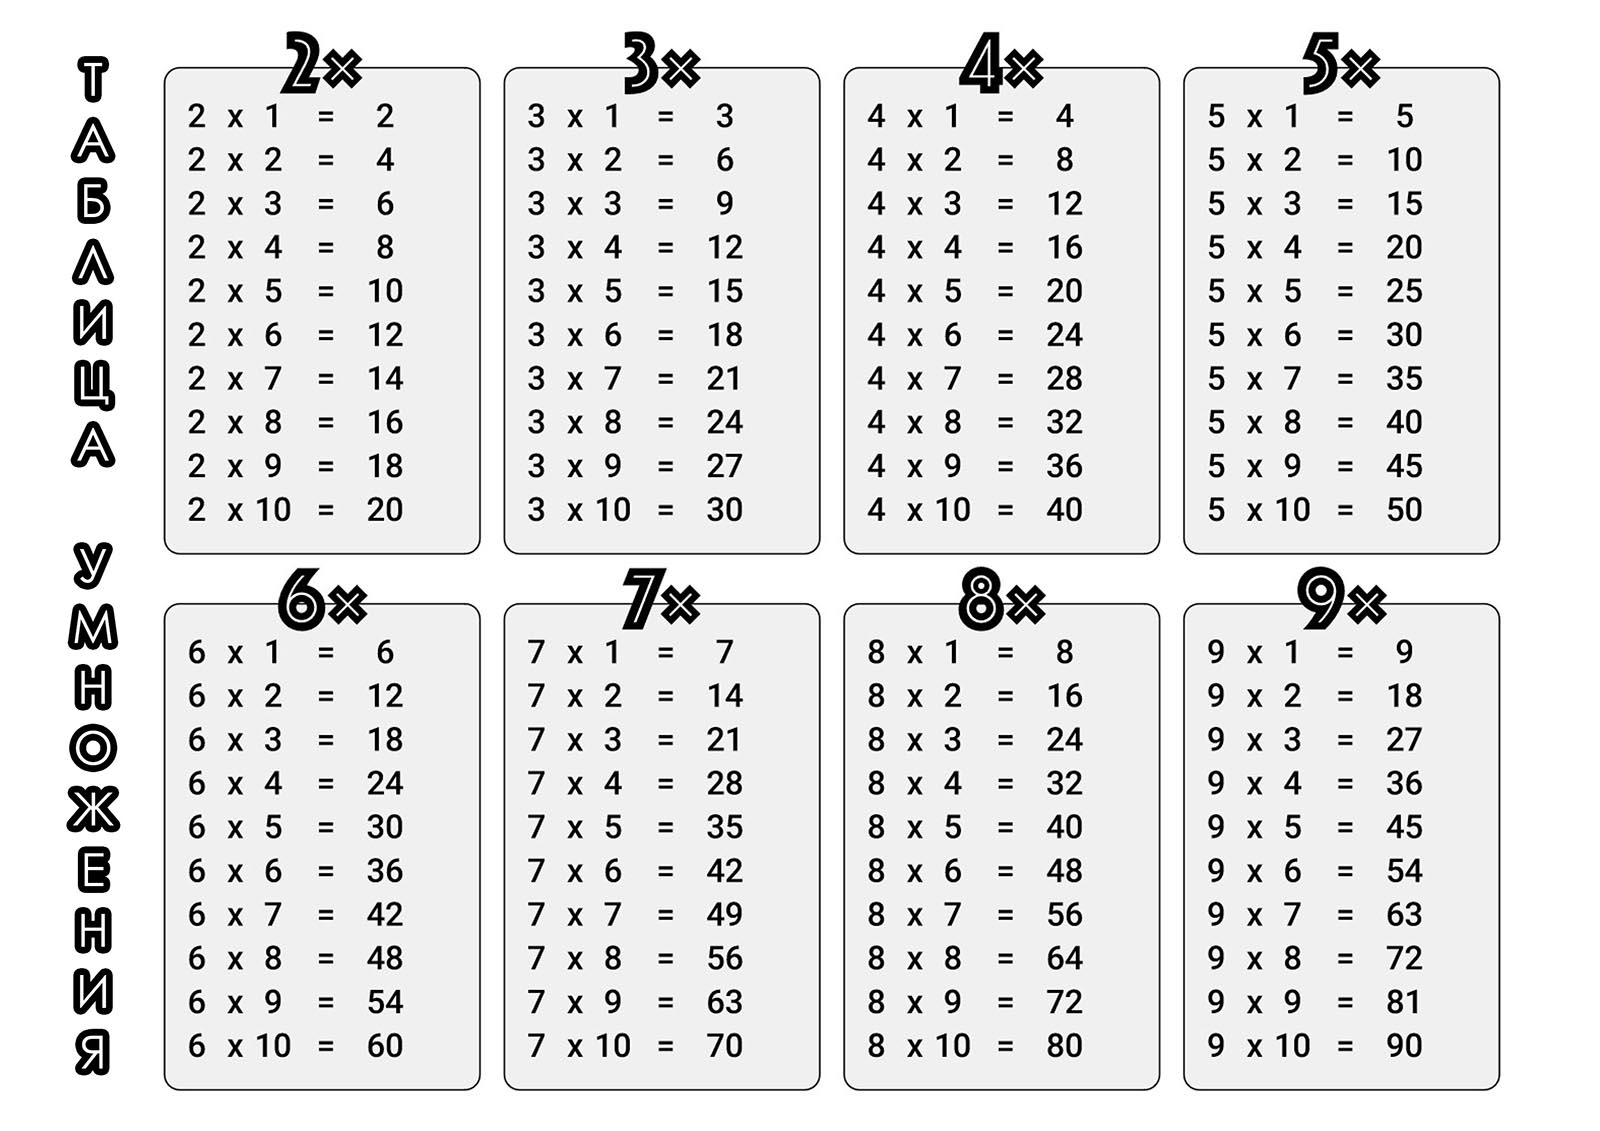 ТАБЛИЦА УМНОЖЕНИЯ
2×
2 x 1 = 2
2 x 2 = 4
2 x 3 = 6
2 x 4 = 8
2 x 5 = 10
2 x 6 = 12
2 x 7 = 14
2 x 8 = 16
2 x 9 = 18
2 x 10 = 20
3×
3 x 1 = 3
3 x 2 = 6
3 x 3 = 9
3 x 4 = 12
3 x 5 = 15
3 x 6 = 18
3 x 7 = 21
3 x 8 = 24
3 x 9 = 27
3 x 10 = 30
4×
4 x 1 = 4
4 x 2 = 8
4 x 3 = 12
4 x 4 = 16
4 x 5 = 20
4 x 6 = 24
4 x 7 = 28
4 x 8 = 32
4 x 9 = 36
4 x 10 = 40
5×
5 x 1 = 5
5 x 2 = 10
5 x 3 = 15
5 x 4 = 20
5 x 5 = 25
5 x 6 = 30
5 x 7 = 35
5 x 8 = 40
5 x 9 = 45
5 x 10 = 50
6×
6 x 1 = 6
6 x 2 = 12
6 x 3 = 18
6 x 4 = 24
6 x 5 = 30
6 x 6 = 36
6 x 7 = 42
6 x 8 = 48
6 x 9 = 54
6 x 10 = 60
7×
7 x 1 = 7
7 x 2 = 14
7 x 3 = 21
7 x 4 = 28
7 x 5 = 35
7 x 6 = 42
7 x 7 = 49
7 x 8 = 56
7 x 9 = 63
7 x 10 = 70
8×
8 x 1 = 8
8 x 2 = 16
8 x 3 = 24
8 x 4 = 32
8 x 5 = 40
8 x 6 = 48
8 x 7 = 56
8 x 8 = 64
8 x 9 = 72
8 x 10 = 80
9×
9 x 1 = 9
9 x 2 = 18
9 x 3 = 27
9 x 4 = 36
9 x 5 = 45
9 x 6 = 54
9 x 7 = 63
9 x 8 = 72
9 x 9 = 81
9 x 10 = 90